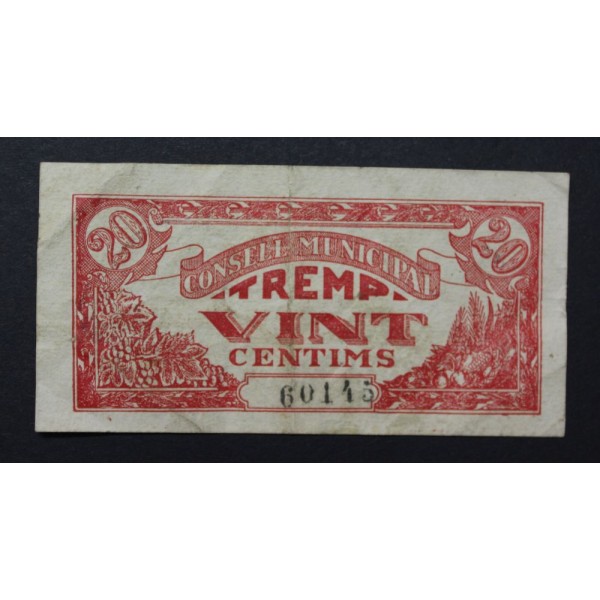 20 20
CONSELL MUNICIPAL
TREMP
VINT
CENTIMS
60145